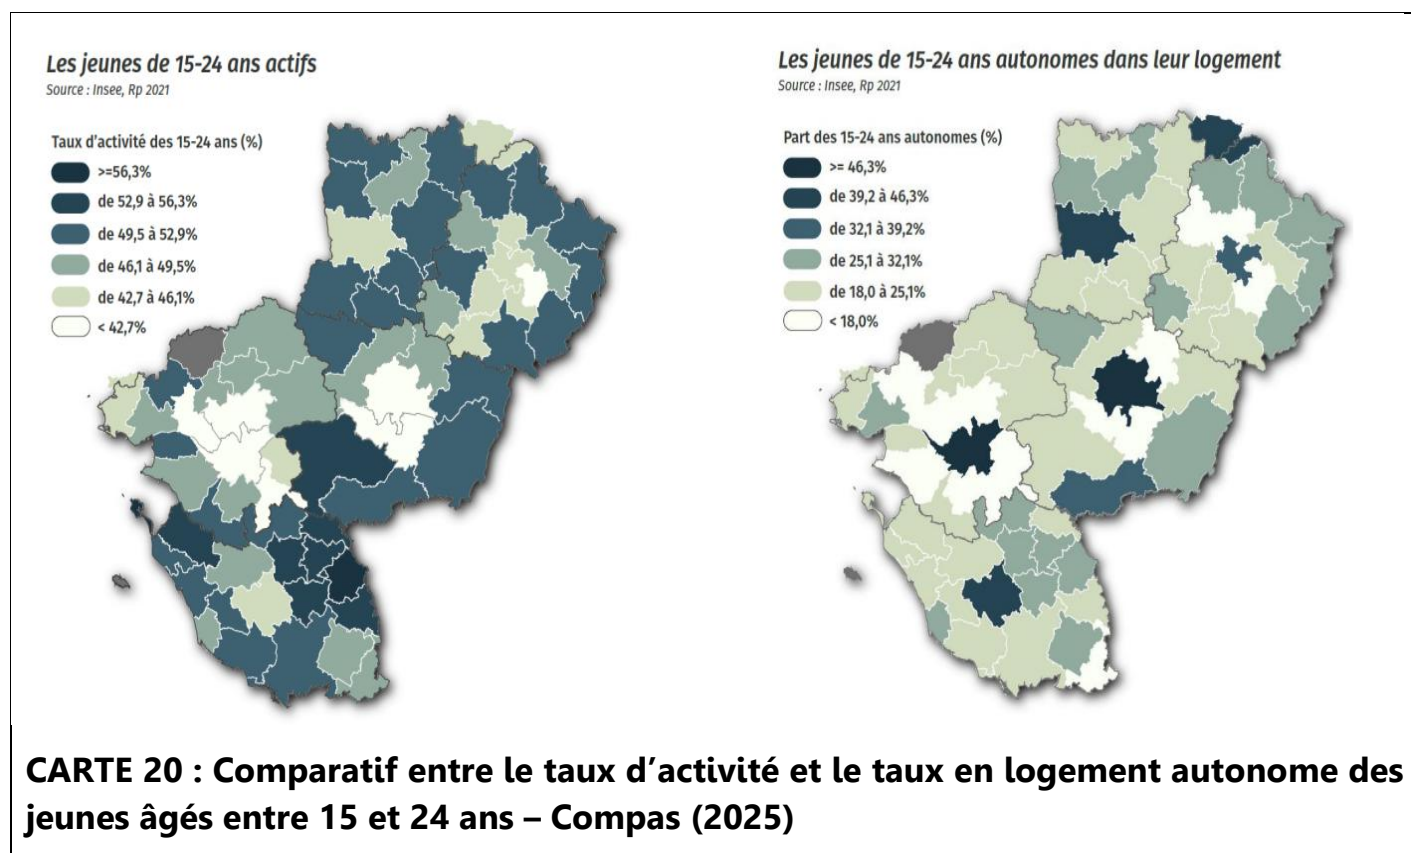 Les jeunes de 15-24 ans actifs
Source : Insee, Rp 2021
Taux d'activité des 15-24 ans (%)
>=56,3%
de 52,9 à 56,3%
de 49,5 à 52,9%
de 46,1 à 49,5%
de 42,7 à 46,1%
< 42,7%
Les jeunes de 15-24 ans autonomes dans leur logement
Source : Insee, Rp 2021
Part des 15-24 ans autonomes (%)
>= 46,3%
de 39,2 à 46,3%
de 32,1 à 39,2%
de 25,1 à 32,1%
de 18,0 à 25,1%
< 18,0%
CARTE 20 : Comparatif entre le taux d’activité et le taux en logement autonome des
jeunes âgés entre 15 et 24 ans – Compas (2025)